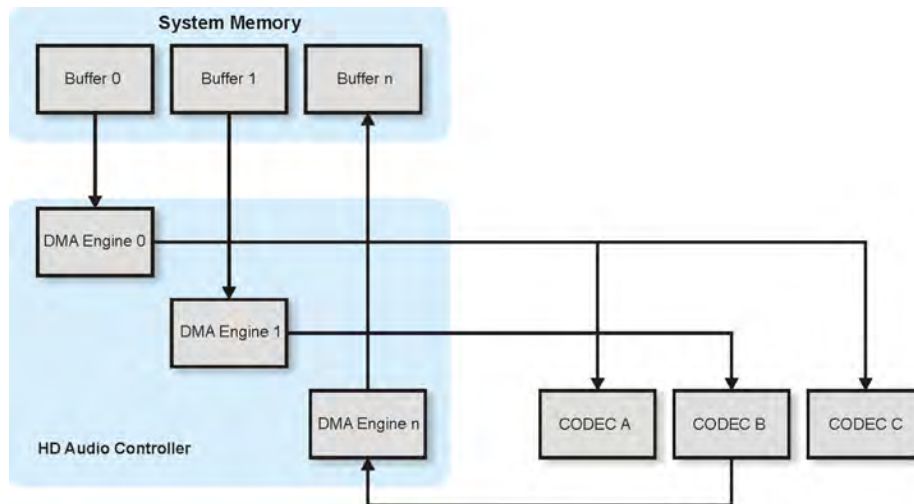 System Memory
Buffer 0
Buffer 1
Buffer n
DMA Engine 0
DMA Engine 1
DMA Engine n
CODEC A
CODEC B
CODEC C
HD Audio Controller